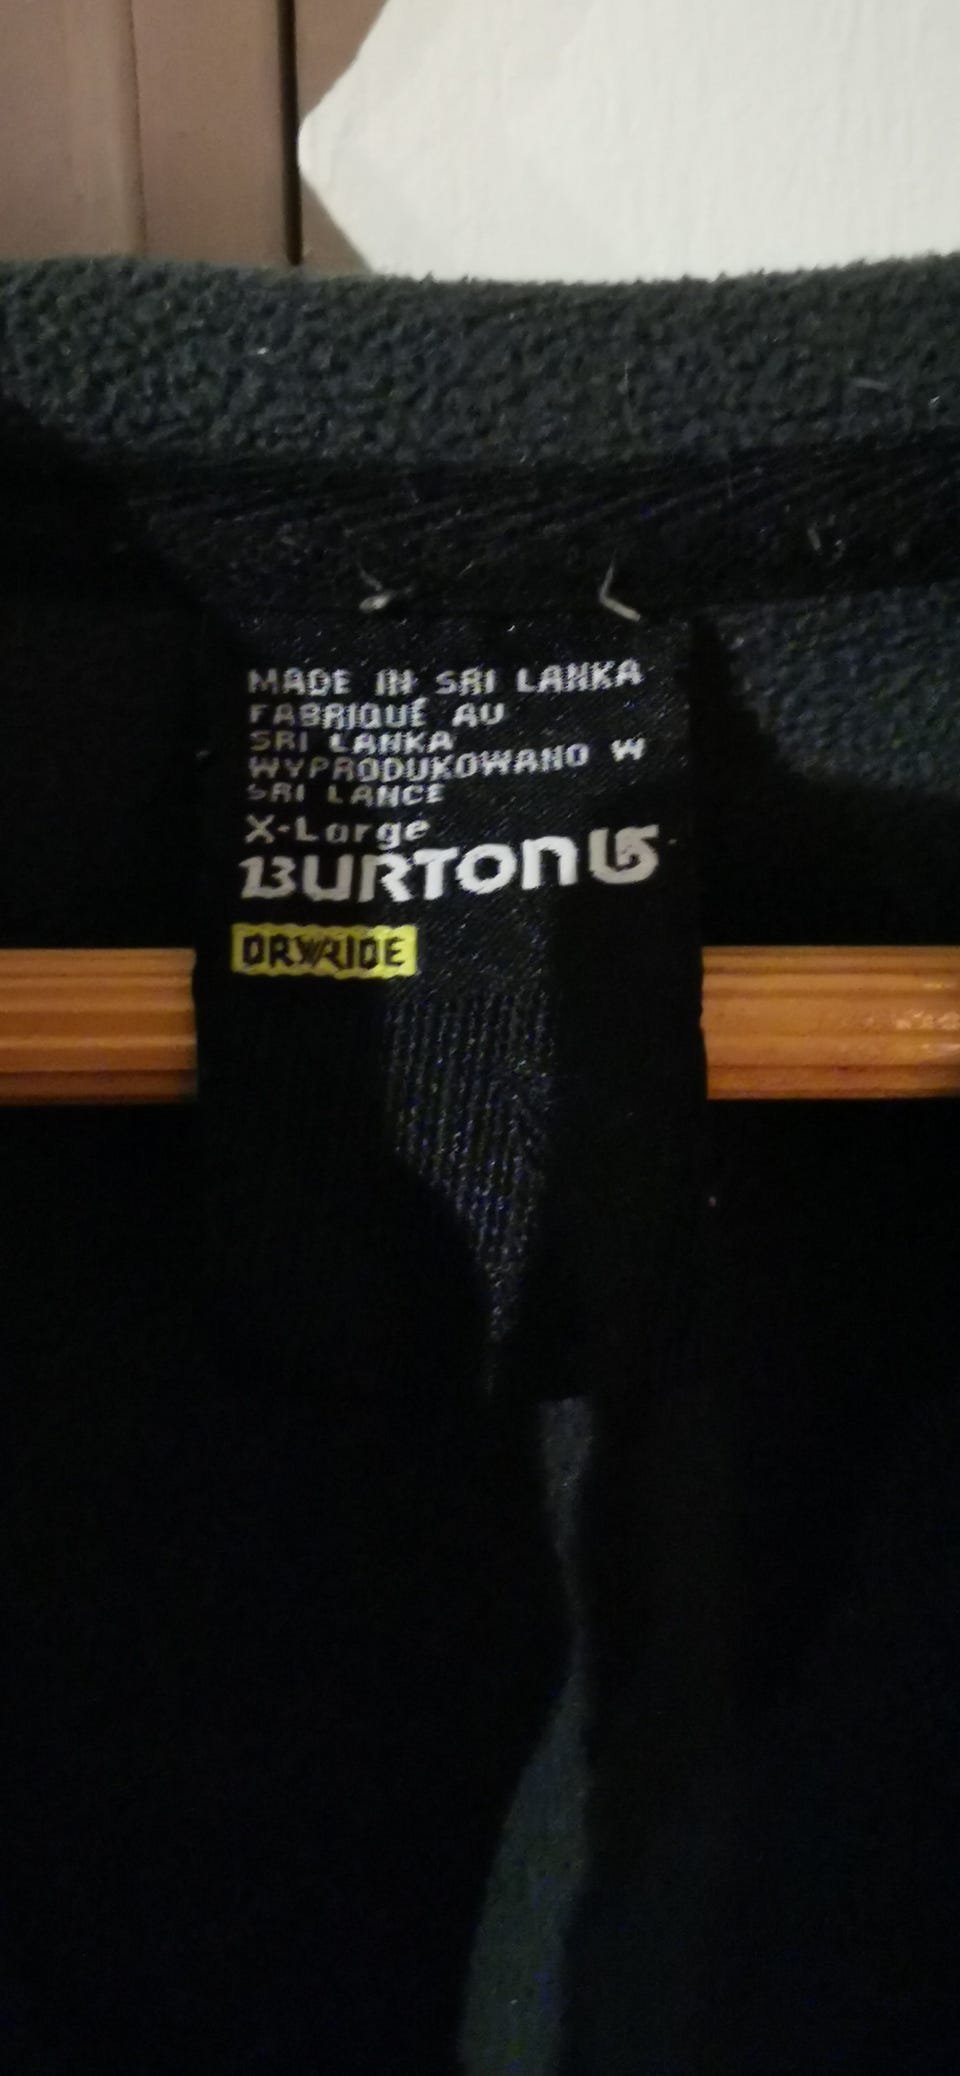 MADE IN SRI LANKA
FABRIQUÉ AU
SRI LANKA
WYPRODUKOWANO W
SRI LANCE
X-Large
BURTON
DRYRIDE